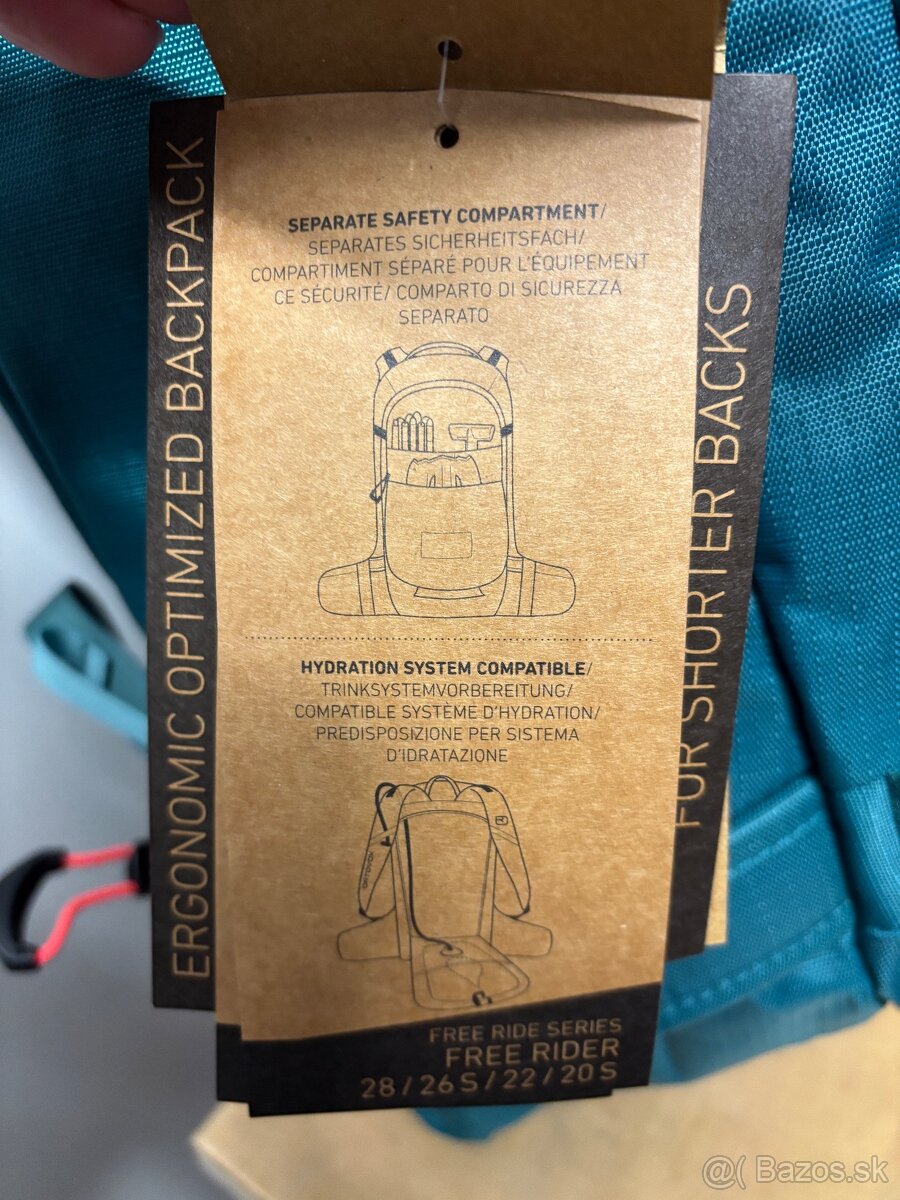 ERGONOMIC OPTIMIZED BACKPACK
SEPARATE SAFETY COMPARTMENT/
SEPARATES SICHERHEITSFACH/
COMPARTIMENT SÉPARÉ POUR L'ÉQUIPEMENT
CE SÉCURITÉ/ COMPARTO DI SICUREZZA
SEPARATO
HYDRATION SYSTEM COMPATIBLE/
TRINKSYSTEMVORBEREITUNG/
COMPATIBLE SYSTÈME D'HYDRATION/
PREDISPOSIZIONE PER SISTEMA
D'IDRATAZIONE
ORTOVOX
FREE RIDE SERIES
FREE RIDER
28 / 26 S / 22 / 20 S
FOR SHORTER BACKS
@( Bazos.sk